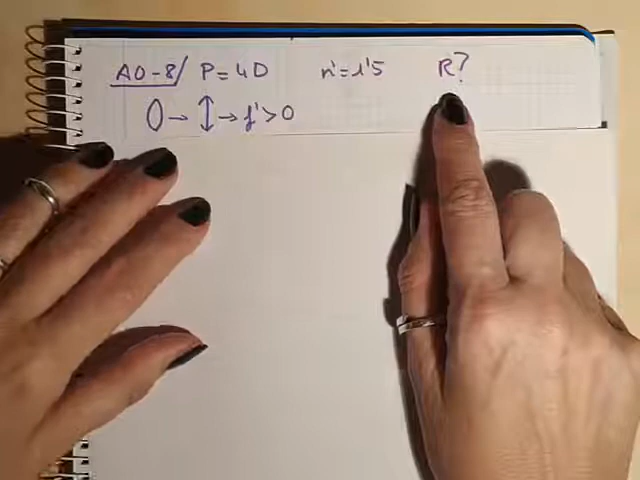 AO-8/ P=4D n'=1'5 R?
→ ↕ → f'>0